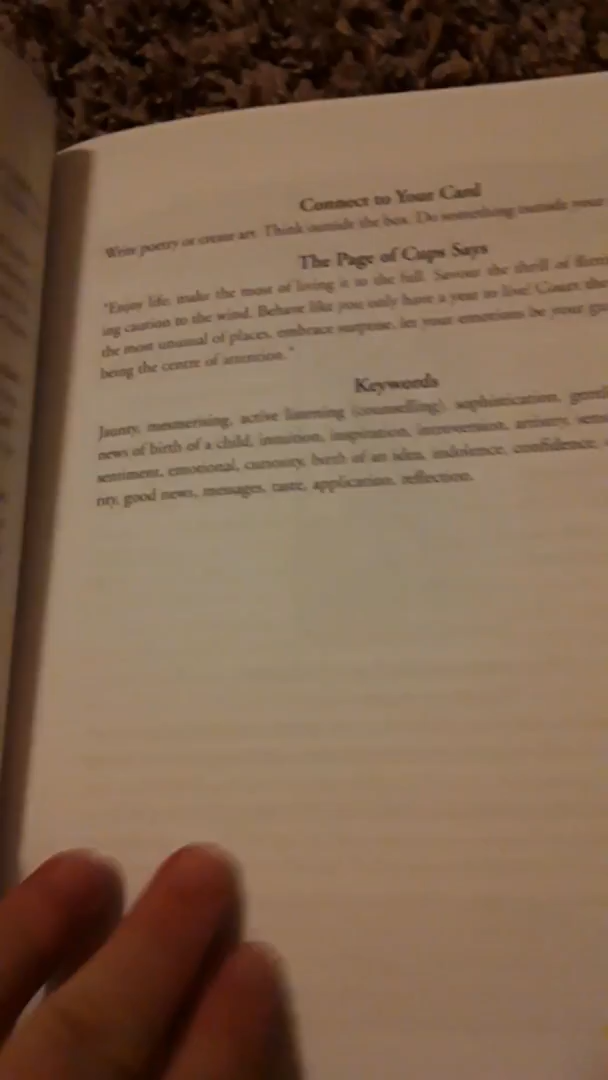 Connect to Your Card
Write poetry or create art. Think outside the box. Do something outside your
The Page of Cups Says
"Enjoy life, make the most of living it to the full. Savour the thrill of
ing caution to the wind. Behave like you only have a year to live! Court the
the most unusual of places, embrace surprise, let your emotions be your
being the centre of attention."
Keywords
Jaunty, mesmerising, active listening (counselling), sophistication,
news of birth of a child, intuition, inspiration, introversion, artistry,
sentiment, emotional, curiosity, birth of an idea, indolence, confidence,
rity, good news, messages, taste, application, reflection.